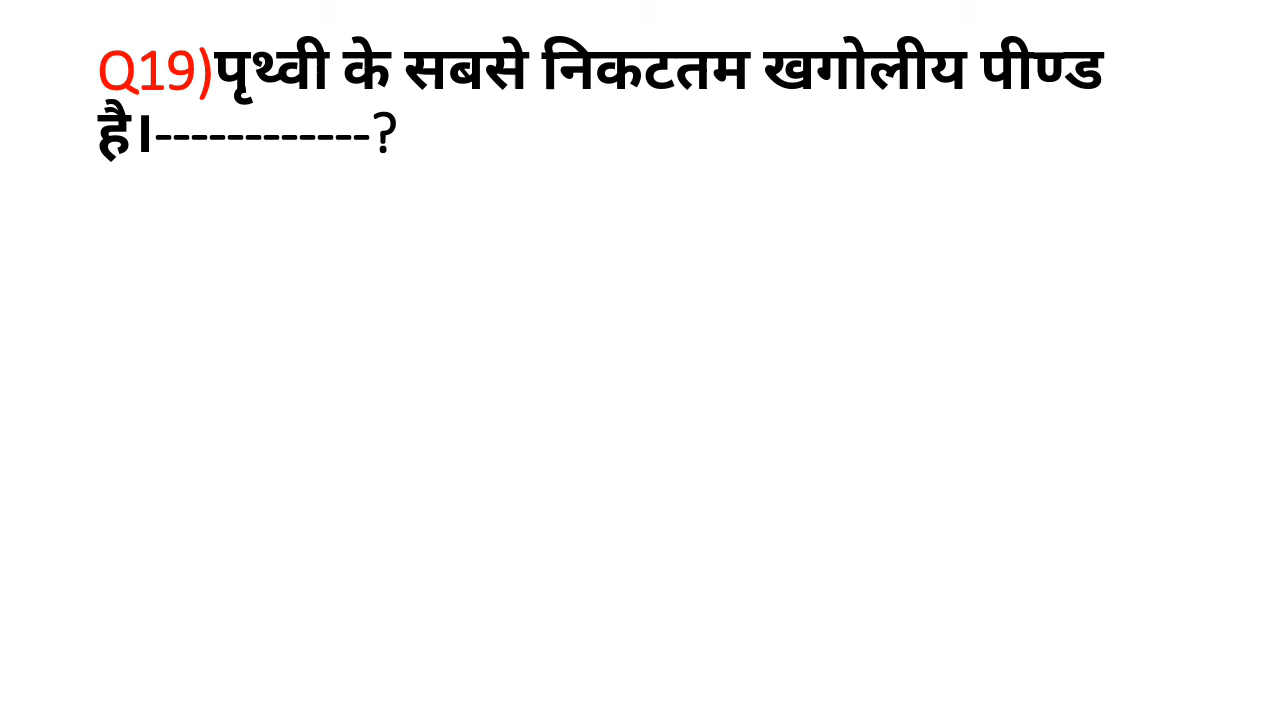 Q19)पृथ्वी के सबसे निकटतम खगोलीय पीण्ड
है।------------?